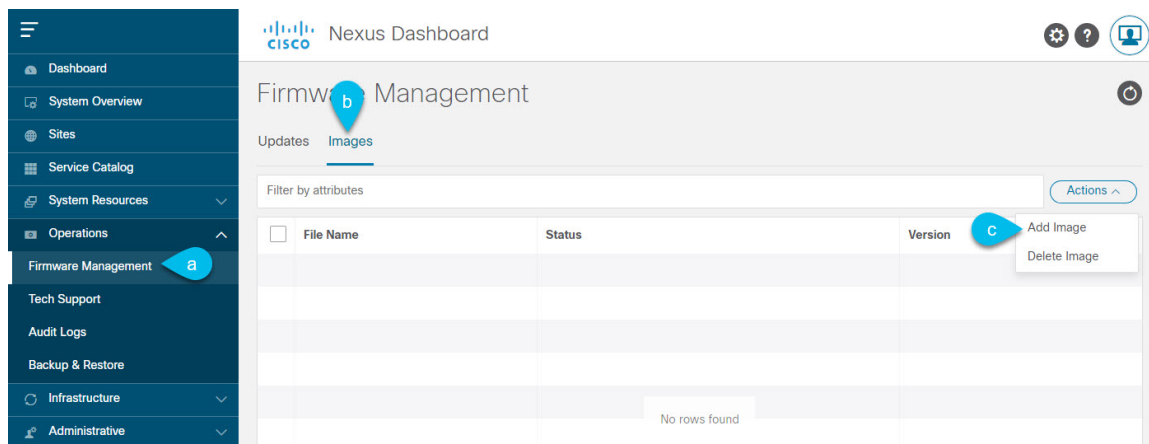 CISCO Nexus Dashboard
?
Dashboard
System Overview
Sites
Service Catalog
System Resources
Operations
Firmware Management a
Tech Support
Audit Logs
Backup & Restore
Infrastructure
Administrative
Firmware Management
b
Updates Images
Filter by attributes
Actions
File Name Status Version
c Add Image
Delete Image
No rows found